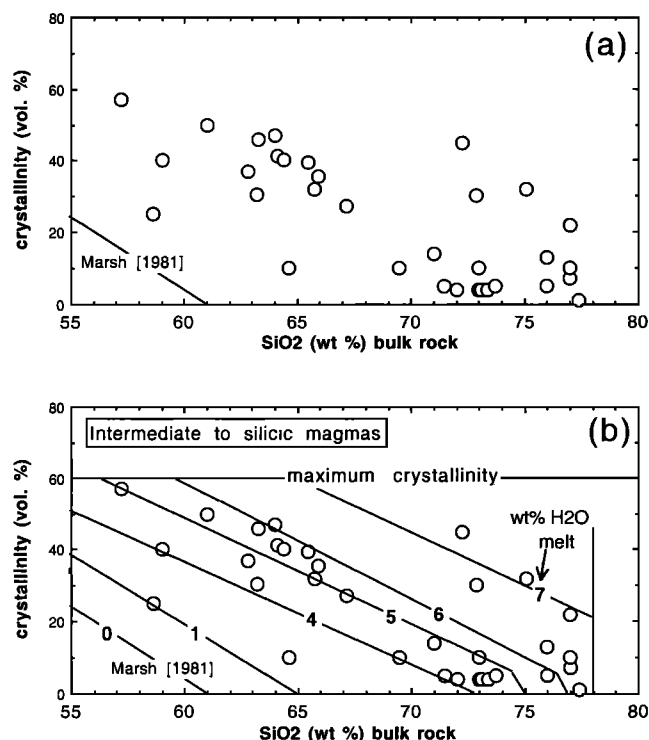 (a)
80
60
40
20
0
crystallinity (vol. %)
Marsh [1981]
55 60 65 70 75 80
SiO2 (wt %) bulk rock
(b)
80
60
40
20
0
crystallinity (vol. %)
Intermediate to silicic magmas
maximum crystallinity
wt% H2O
melt
7
6
5
4
1
0
Marsh [1981]
55 60 65 70 75 80
SiO2 (wt %) bulk rock